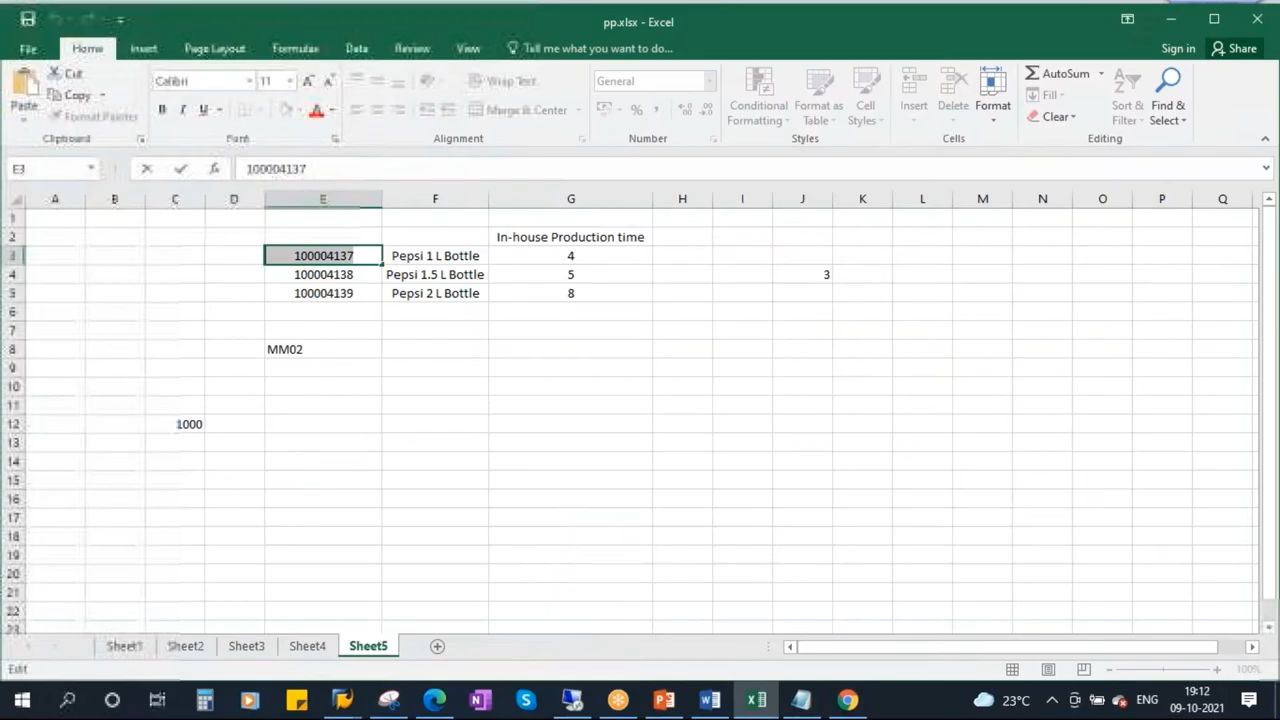 pp.xlsx - Excel
File Home Insert Page Layout Formulas Data Review View Tell me what you want to do... Sign in Share
Paste Cut Copy Format Painter
Calibri 11 B I U A
Wrap Text Merge & Center
General % ,
Conditional Formatting Format as Table Cell Styles
Insert Delete Format
AutoSum Fill Clear
Sort & Filter Find & Select
Clipboard Font Alignment Number Styles Cells Editing
E3 fx 100004137
A B C D E F G H I J K L M N O P Q
1
2 In-house Production time
3 100004137 Pepsi 1 L Bottle 4
4 100004138 Pepsi 1.5 L Bottle 5 3
5 100004139 Pepsi 2 L Bottle 8
6
7
8 MM02
9
10
11
12 1000
13
14
15
16
17
18
19
20
21
22
23
Sheet1 Sheet2 Sheet3 Sheet4 Sheet5
Edit 100%
23°C ENG 19:12
09-10-2021